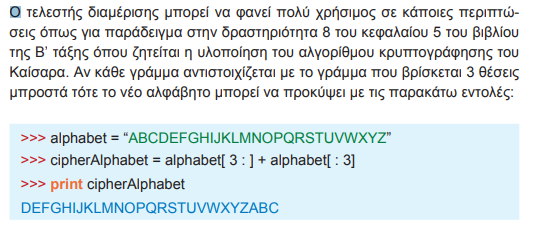 Ο τελεστής διαμέρισης μπορεί να φανεί πολύ χρήσιμος σε κάποιες περιπτώ-
σεις όπως για παράδειγμα στην δραστηριότητα 8 του κεφαλαίου 5 του βιβλίου
της Β' τάξης όπου ζητείται η υλοποίηση του αλγορίθμου κρυπτογράφησης του
Καίσαρα. Αν κάθε γράμμα αντιστοιχίζεται με το γράμμα που βρίσκεται 3 θέσεις
μπροστά τότε το νέο αλφάβητο μπορεί να προκύψει με τις παρακάτω εντολές:
>>> alphabet = “ABCDEFGHIJKLMNOPQRSTUVWXYZ”
>>> cipherAlphabet = alphabet[ 3 : ] + alphabet[ : 3]
>>> print cipherAlphabet
DEFGHIJKLMNOPQRSTUVWXYZABC